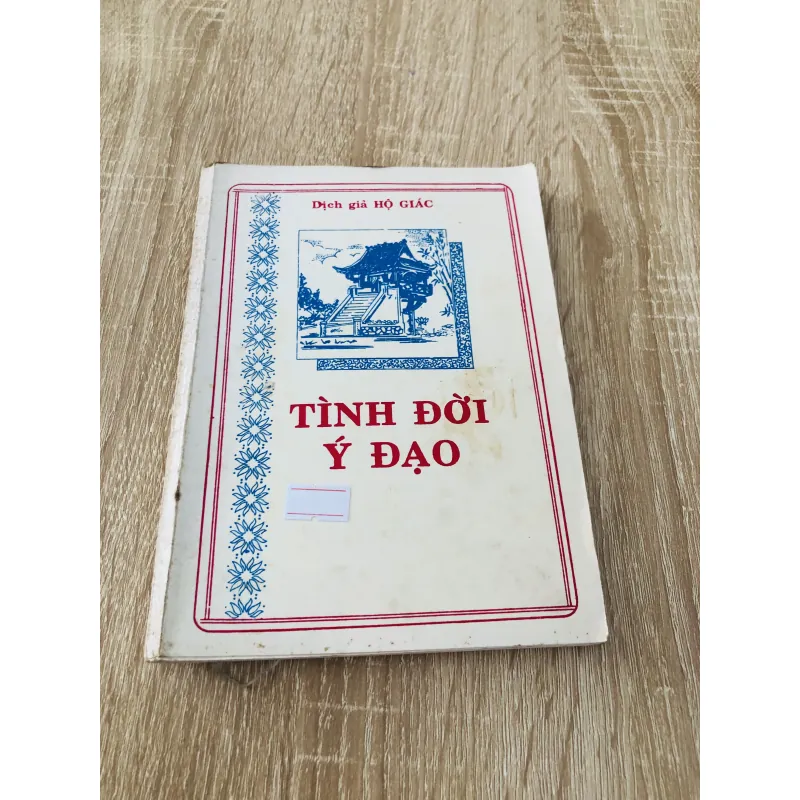 Dịch giả HỘ GIÁC
TÌNH ĐỜI
Ý ĐẠO